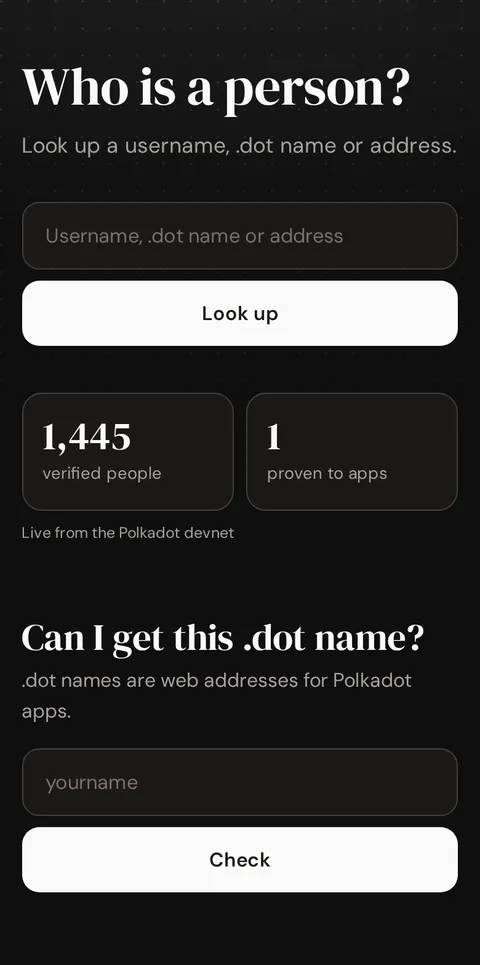 Who is a person?
Look up a username, .dot name or address.
Username, .dot name or address
Look up
1,445
verified people
1
proven to apps
Live from the Polkadot devnet
Can I get this .dot name?
.dot names are web addresses for Polkadot
apps.
yourname
Check